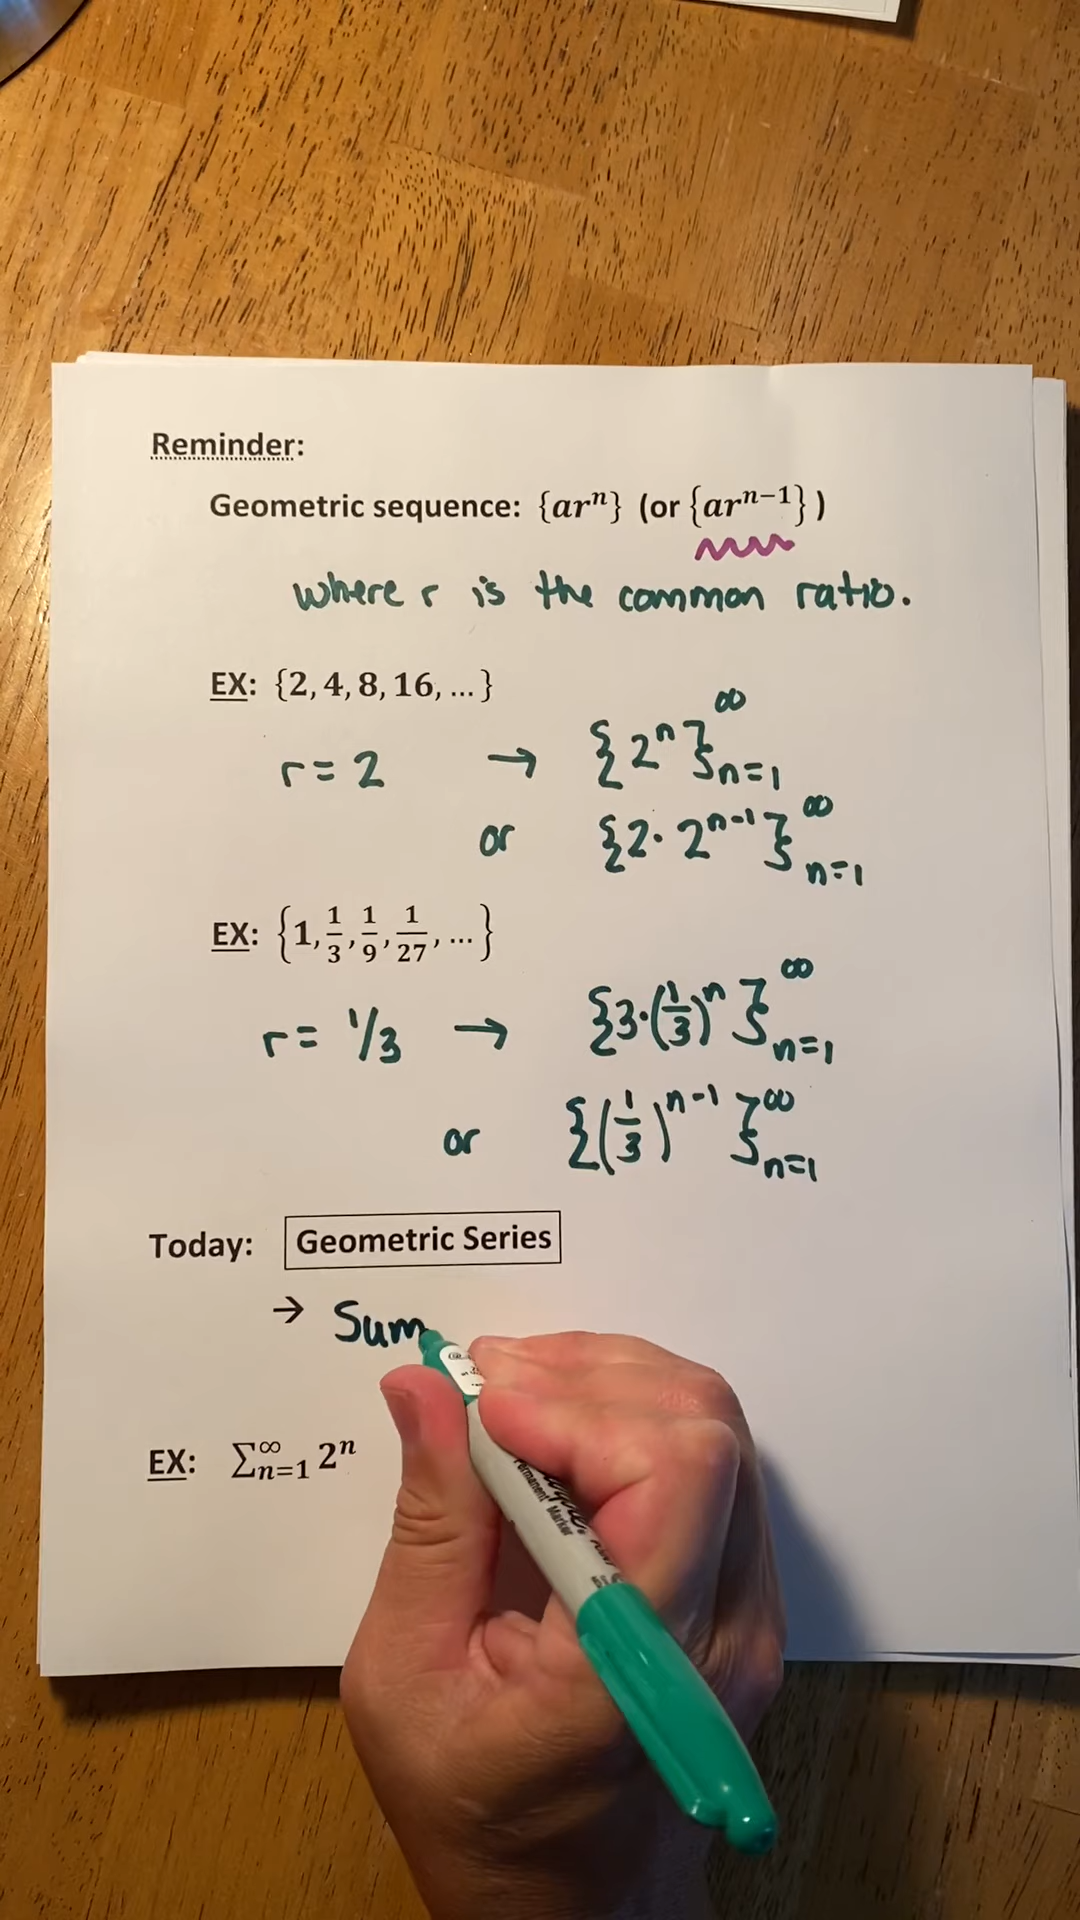 Reminder:
Geometric sequence: {arⁿ} (or {arⁿ⁻¹})
where r is the common ratio.
EX: {2, 4, 8, 16, ...}
r = 2 → {2ⁿ}^∞_{n=1}
or {2· 2ⁿ⁻¹}^∞_{n=1}
EX: {1, 1/3, 1/9, 1/27, ...}
r = 1/3 → {3·(1/3)ⁿ}^∞_{n=1}
or {(1/3)ⁿ⁻¹}^∞_{n=1}
Today: Geometric Series
→ Sum
EX: ∑^∞_{n=1} 2ⁿ
Permanent Marker